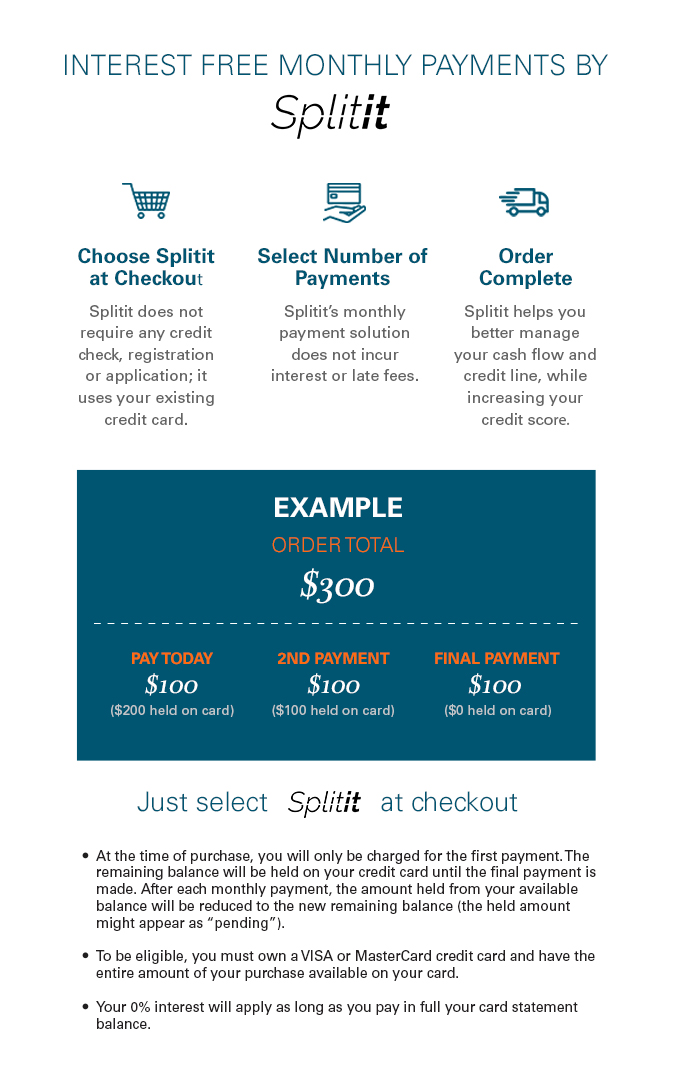 INTEREST FREE MONTHLY PAYMENTS BY
Splitit
Choose Splitit
at Checkout
Splitit does not
require any credit
check, registration
or application; it
uses your existing
credit card.
Select Number of
Payments
Splitit’s monthly
payment solution
does not incur
interest or late fees.
Order
Complete
Splitit helps you
better manage
your cash flow and
credit line, while
increasing your
credit score.
EXAMPLE
ORDER TOTAL
$300
PAY TODAY
$100
($200 held on card)
2ND PAYMENT
$100
($100 held on card)
FINAL PAYMENT
$100
($0 held on card)
Just select Splitit at checkout
• At the time of purchase, you will only be charged for the first payment. The
remaining balance will be held on your credit card until the final payment is
made. After each monthly payment, the amount held from your available
balance will be reduced to the new remaining balance (the held amount
might appear as “pending”).
• To be eligible, you must own a VISA or MasterCard credit card and have the
entire amount of your purchase available on your card.
• Your 0% interest will apply as long as you pay in full your card statement
balance.